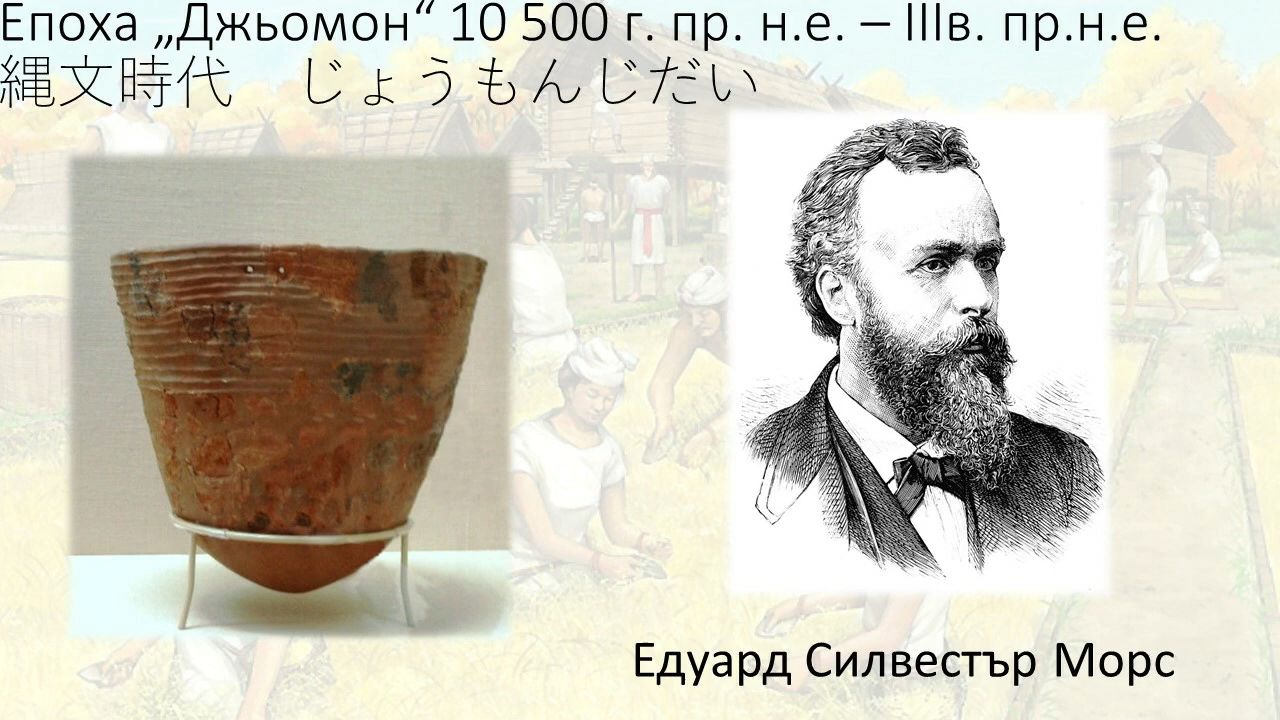 Епоха „Джьомон“ 10 500 г. пр. н.е. – IIIв. пр.н.е.
縄文時代　じょうもんじだい
Едуард Силвестър Морс